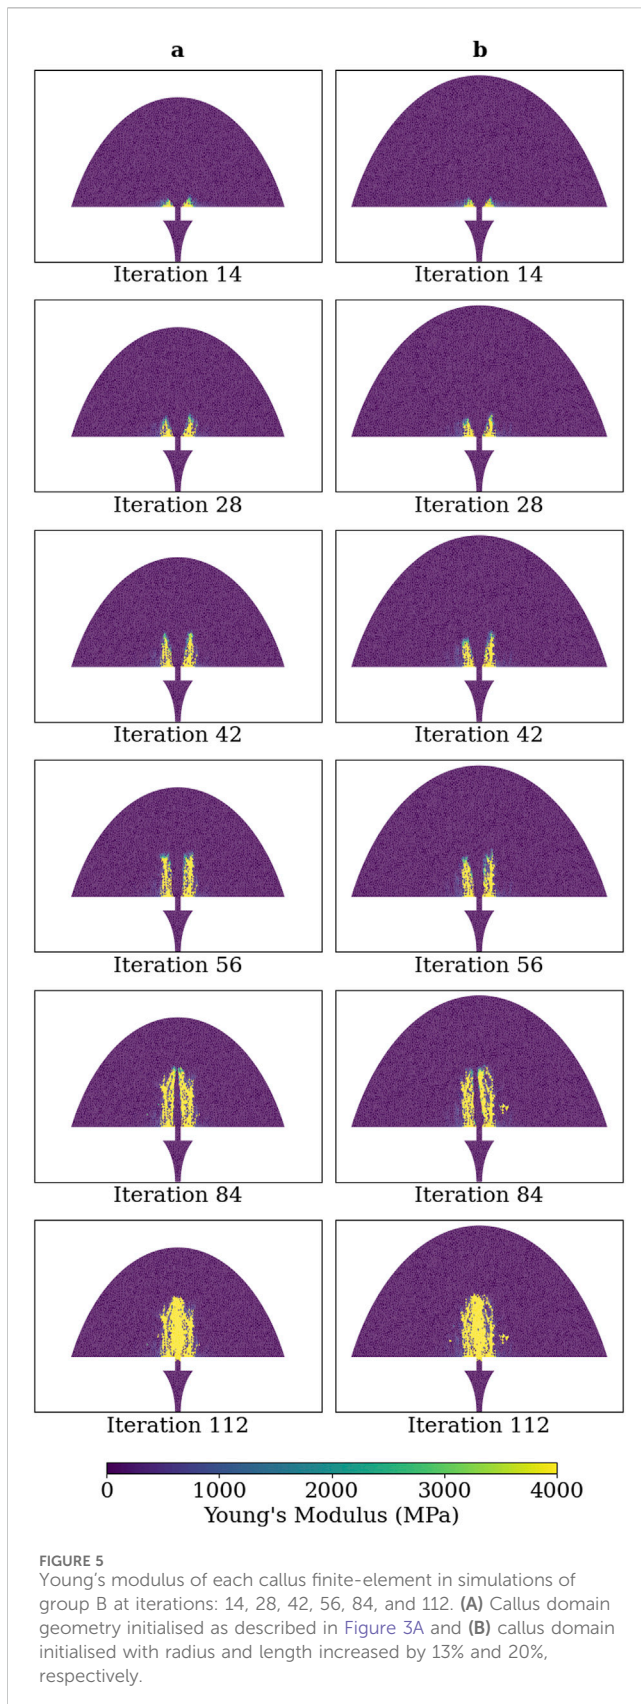 a
b
Iteration 14
Iteration 14
Iteration 28
Iteration 28
Iteration 42
Iteration 42
Iteration 56
Iteration 56
Iteration 84
Iteration 84
Iteration 112
Iteration 112
0 1000 2000 3000 4000
Young's Modulus (MPa)
FIGURE 5
Young’s modulus of each callus finite-element in simulations of
group B at iterations: 14, 28, 42, 56, 84, and 112. (A) Callus domain
geometry initialised as described in Figure 3A and (B) callus domain
initialised with radius and length increased by 13% and 20%,
respectively.